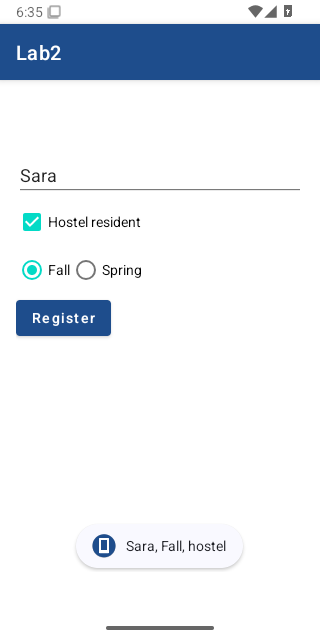 6:35
Lab2
Sara
Hostel resident
Fall Spring
Register
Sara, Fall, hostel